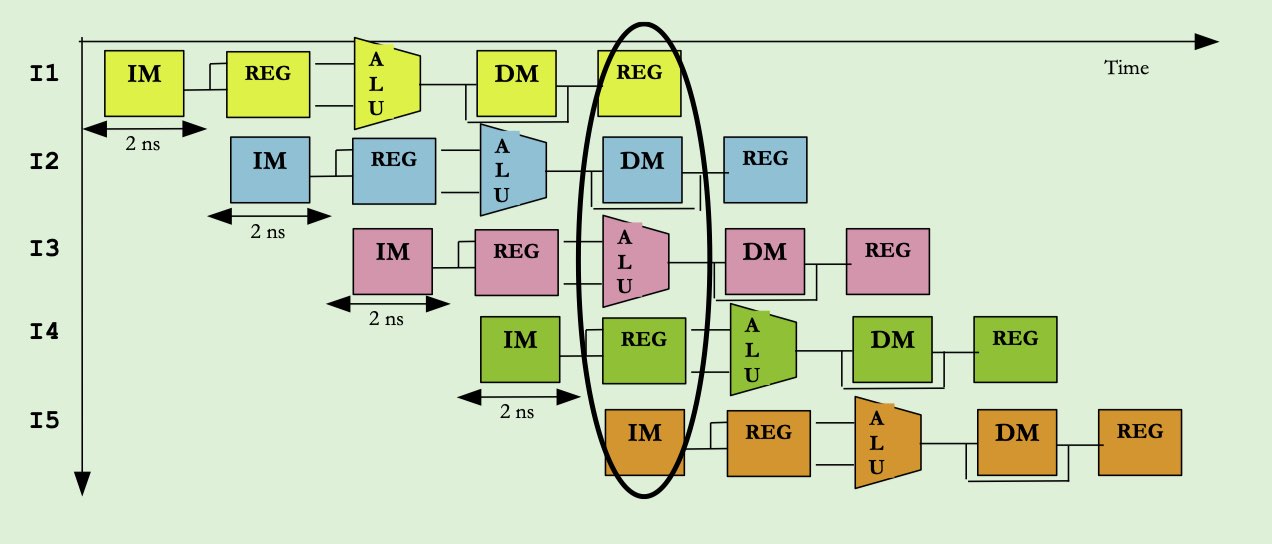 Time
I1 IM REG A L U DM REG
2 ns
I2 IM REG A L U DM REG
2 ns
I3 IM REG A L U DM REG
2 ns
I4 IM REG A L U DM REG
2 ns
I5 IM REG A L U DM REG